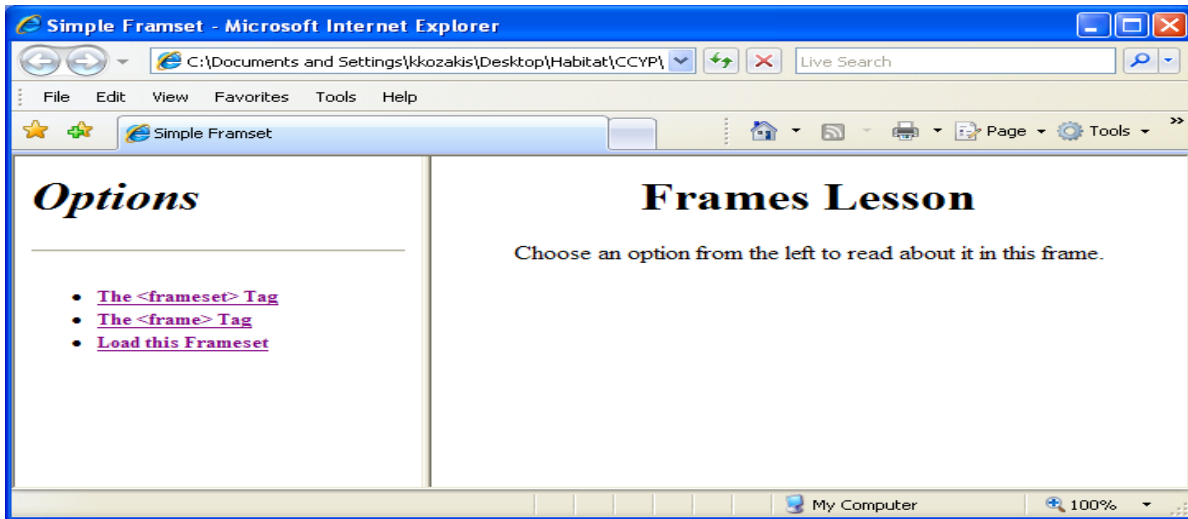 Simple Framset - Microsoft Internet Explorer
C:\Documents and Settings\kkozakis\Desktop\Habitat\CCYP\
Live Search
File Edit View Favorites Tools Help
Simple Framset
Page Tools »
Options
The <frameset> Tag
The <frame> Tag
Load this Frameset
Frames Lesson
Choose an option from the left to read about it in this frame.
My Computer 100%